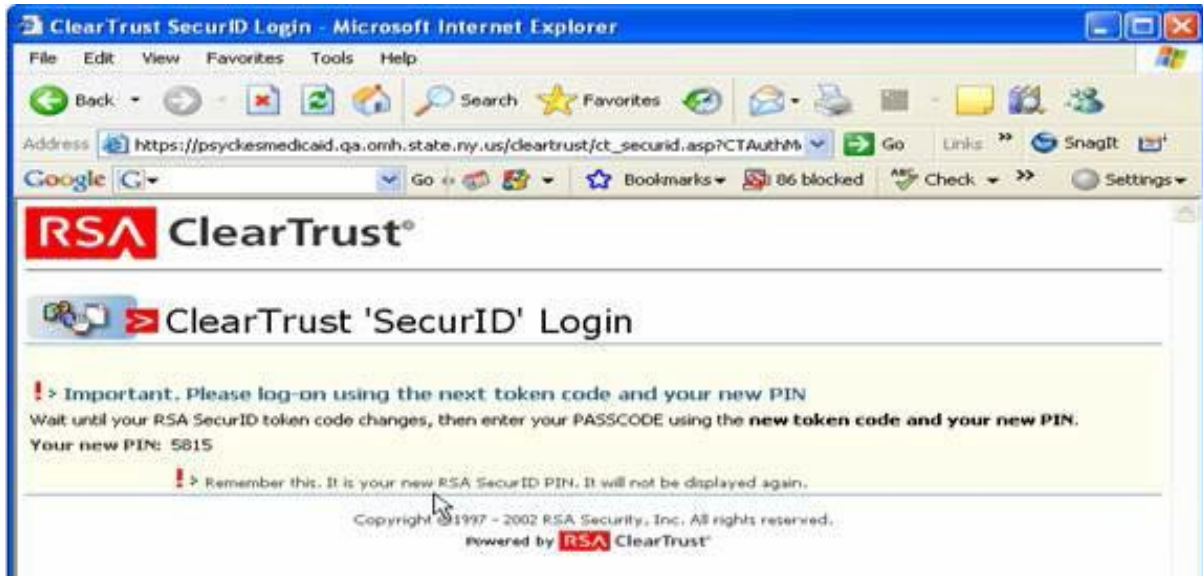 ClearTrust SecurID Login - Microsoft Internet Explorer
File Edit View Favorites Tools Help
Back Search Favorites
Address https://psyckesmedicaid.qa.omh.state.ny.us/cleartrust/ct_securid.asp?CTAuthM Go Links » SnagIt
Google G Go Bookmarks 86 blocked ABC Check » Settings
RSA ClearTrust®
> ClearTrust 'SecurID' Login
! > Important. Please log-on using the next token code and your new PIN
Wait until your RSA SecurID token code changes, then enter your PASSCODE using the new token code and your new PIN.
Your new PIN: 5815
! > Remember this. It is your new RSA SecurID PIN. It will not be displayed again.
Copyright ©1997 - 2002 RSA Security, Inc. All rights reserved.
Powered by RSA ClearTrust®